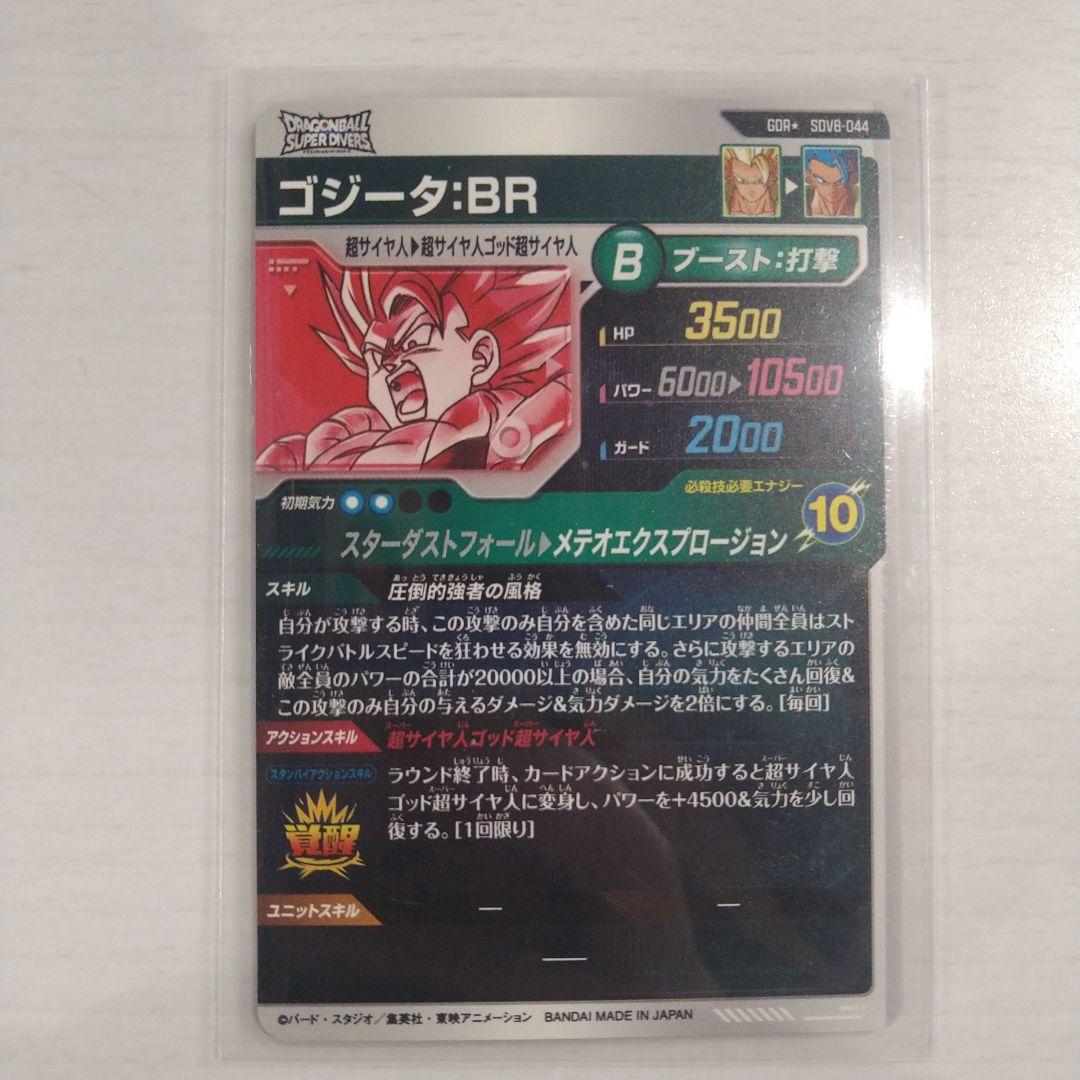 DRAGONBALL
SUPER DIVERS
GDR★ SDV8-044
ゴジータ:BR
超サイヤ人▶超サイヤ人ゴッド超サイヤ人
B ブースト:打撃
HP 3500
パワー 6000▶10500
ガード 2000
初期気力
必殺技必要エナジー
10
スターダストフォール▶メテオエクスプロージョン
スキル 圧倒的強者の風格
自分が攻撃する時、この攻撃のみ自分を含めた同じエリアの仲間全員はスト
ライクバトルスピードを狂わせる効果を無効にする。さらに攻撃するエリアの
敵全員のパワーの合計が20000以上の場合、自分の気力をたくさん回復&
この攻撃のみ自分の与えるダメージ&気力ダメージを2倍にする。[毎回]
アクションスキル 超サイヤ人ゴッド超サイヤ人
スタンバイアクションスキル
覚醒
ラウンド終了時、カードアクションに成功すると超サイヤ人
ゴッド超サイヤ人に変身し、パワーを+4500&気力を少し回
復する。[1回限り]
ユニットスキル ― ―
―
©バード・スタジオ/集英社・東映アニメーション BANDAI MADE IN JAPAN